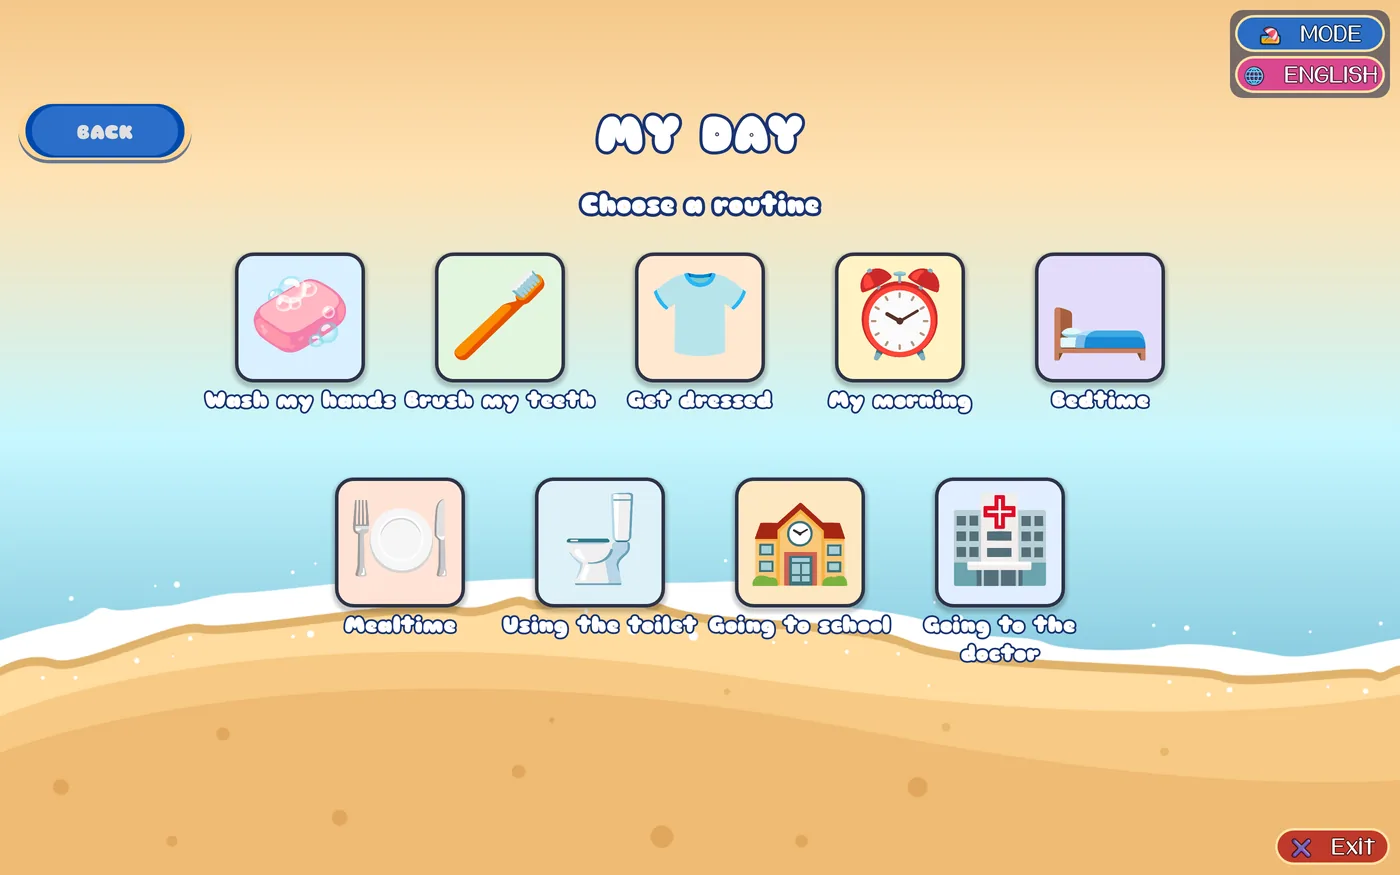 MODE
ENGLISH
BACK
MY DAY
Choose a routine
Wash my hands
Brush my teeth
Get dressed
My morning
Bedtime
Mealtime
Using the toilet
Going to school
Going to the
doctor
Exit